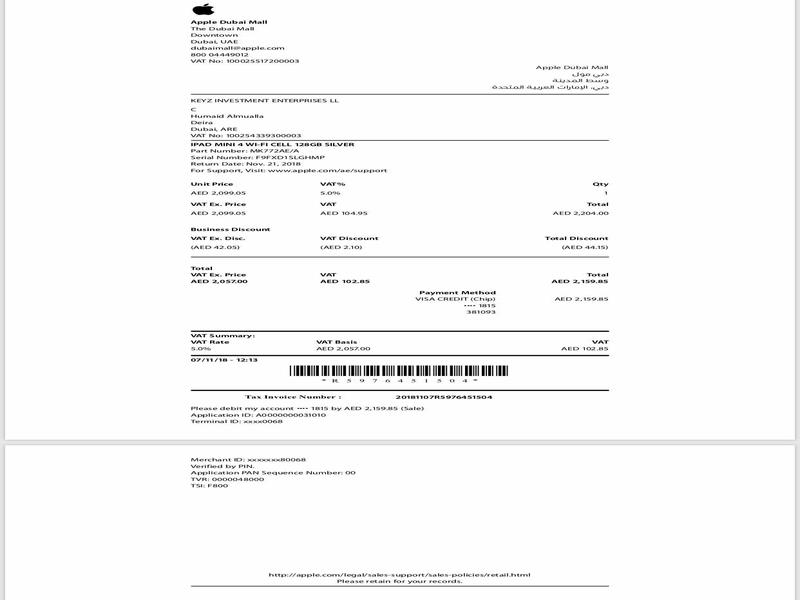 Apple Dubai Mall
The Dubai Mall
Downtown
Dubai, UAE
dubaimall@apple.com
800 04449012
VAT No: 100025517200003
Apple Dubai Mall
دبي مول
وسط المدينة
دبي، الإمارات العربية المتحدة
KEYZ INVESTMENT ENTERPRISES LL
C
Humaid Almualla
Deira
Dubai, ARE
VAT No: 100254339300003
IPAD MINI 4 WI-FI CELL 128GB SILVER
Part Number: MK772AE/A
Serial Number: F9FXD1SLGHMP
Return Date: Nov. 21, 2018
For Support, Visit: www.apple.com/ae/support
Unit Price VAT% Qty
AED 2,099.05 5.0% 1
VAT Ex. Price VAT Total
AED 2,099.05 AED 104.95 AED 2,204.00
Business Discount
VAT Ex. Disc. VAT Discount Total Discount
(AED 42.05) (AED 2.10) (AED 44.15)
Total
VAT Ex. Price VAT Total
AED 2,057.00 AED 102.85 AED 2,159.85
Payment Method
VISA CREDIT (Chip) AED 2,159.85
•••• 1815
381093
VAT Summary:
VAT Rate VAT Basis VAT
5.0% AED 2,057.00 AED 102.85
07/11/18 - 12:13
*R5976451504*
Tax Invoice Number : 20181107R5976451504
Please debit my account •••• 1815 by AED 2,159.85 (Sale)
Application ID: A0000000031010
Terminal ID: xxxx0068
Merchant ID: xxxxxxx80068
Verified by PIN.
Application PAN Sequence Number: 00
TVR: 0000048000
TSI: F800
http://apple.com/legal/sales-support/sales-policies/retail.html
Please retain for your records.